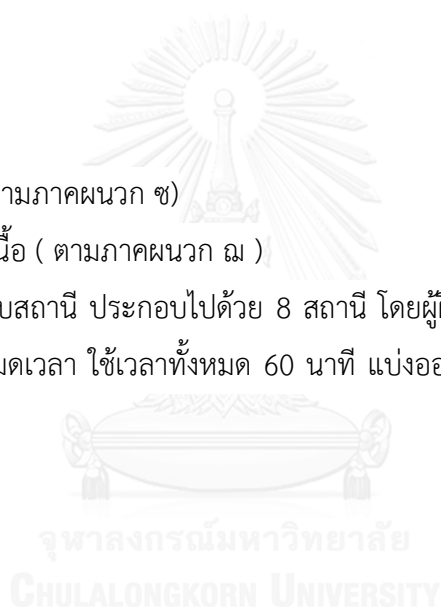 ามภาคผนวก ซ)
นื้อ ( ตามภาคผนวก ฌ )
บสถานี ประกอบไปด้วย 8 สถานี โดยผู้
มดเวลา ใช้เวลาทั้งหมด 60 นาที แบ่งออ
จุฬาลงกรณ์มหาวิทยาลัย
CHULALONGKORN UNIVERSITY